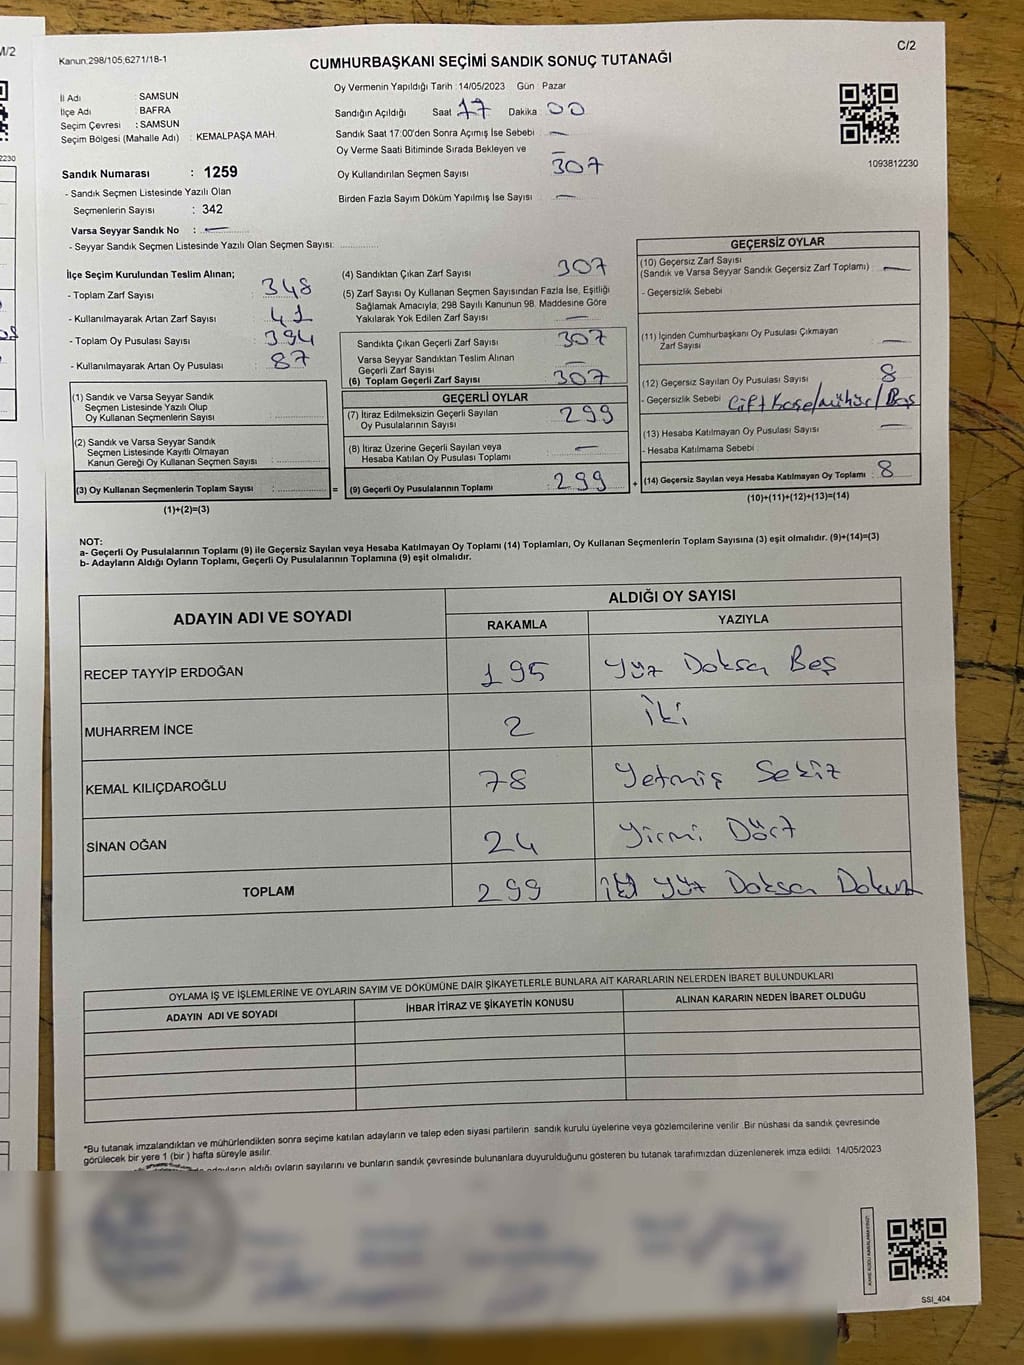 M/2
2230
C/2
Kanun.298/105,6271/18-1
CUMHURBAŞKANI SEÇİMİ SANDIK SONUÇ TUTANAĞI
İl Adı : SAMSUN
İlçe Adı : BAFRA
Seçim Çevresi : SAMSUN
Seçim Bölgesi (Mahalle Adı) : KEMALPAŞA MAH.
Oy Vermenin Yapıldığı Tarih : 14/05/2023 Gün : Pazar
Sandığın Açıldığı Saat 17 Dakika : 00
Sandık Saat 17:00'den Sonra Açımış İse Sebebi : —
Oy Verme Saati Bitiminde Sırada Bekleyen ve
Oy Kullandırılan Seçmen Sayısı — 307
Birden Fazla Sayım Döküm Yapılmış İse Sayısı : —
1093812230
Sandık Numarası : 1259
- Sandık Seçmen Listesinde Yazılı Olan
Seçmenlerin Sayısı : 342
Varsa Seyyar Sandık No : —
- Seyyar Sandık Seçmen Listesinde Yazılı Olan Seçmen Sayısı:
İlçe Seçim Kurulundan Teslim Alınan;
- Toplam Zarf Sayısı : 348
- Kullanılmayarak Artan Zarf Sayısı : 41
- Toplam Oy Pusulası Sayısı : 394
- Kullanılmayarak Artan Oy Pusulası : 87
(1) Sandık ve Varsa Seyyar Sandık
Seçmen Listesinde Yazılı Olup
Oy Kullanan Seçmenlerin Sayısı :
(2) Sandık ve Varsa Seyyar Sandık
Seçmen Listesinde Kayıtlı Olmayan
Kanun Gereği Oy Kullanan Seçmen Sayısı :
(3) Oy Kullanan Seçmenlerin Toplam Sayısı : =
(1)+(2)=(3)
(4) Sandıktan Çıkan Zarf Sayısı : 307
(5) Zarf Sayısı Oy Kullanan Seçmen Sayısından Fazla İse, Eşitliği
Sağlamak Amacıyla, 298 Sayılı Kanunun 98. Maddesine Göre
Yakılarak Yok Edilen Zarf Sayısı : —
Sandıkta Çıkan Geçerli Zarf Sayısı : 307
Varsa Seyyar Sandıktan Teslim Alınan
Geçerli Zarf Sayısı : —
(6) Toplam Geçerli Zarf Sayısı : 307
GEÇERLİ OYLAR
(7) İtiraz Edilmeksizin Geçerli Sayılan
Oy Pusulalarının Sayısı : 299
(8) İtiraz Üzerine Geçerli Sayılan veya
Hesaba Katılan Oy Pusulası Toplamı : —
(9) Geçerli Oy Pusulalarının Toplamı : 299 +
GEÇERSİZ OYLAR
(10) Geçersiz Zarf Sayısı
(Sandık ve Varsa Seyyar Sandık Geçersiz Zarf Toplamı) : —
- Geçersizlik Sebebi
(11) İçinden Cumhurbaşkanı Oy Pusulası Çıkmayan
Zarf Sayısı : —
(12) Geçersiz Sayılan Oy Pusulası Sayısı : 8
- Geçersizlik Sebebi Çift Kaşe/Mühür/Boş
(13) Hesaba Katılmayan Oy Pusulası Sayısı : —
- Hesaba Katılmama Sebebi
(14) Geçersiz Sayılan veya Hesaba Katılmayan Oy Toplamı : 8
(10)+(11)+(12)+(13)=(14)
NOT:
a- Geçerli Oy Pusulalarının Toplamı (9) ile Geçersiz Sayılan veya Hesaba Katılmayan Oy Toplamı (14) Toplamları, Oy Kullanan Seçmenlerin Toplam Sayısına (3) eşit olmalıdır. (9)+(14)=(3)
b- Adayların Aldığı Oyların Toplamı, Geçerli Oy Pusulalarının Toplamına (9) eşit olmalıdır.
ADAYIN ADI VE SOYADI
ALDIĞI OY SAYISI
RAKAMLA YAZIYLA
RECEP TAYYİP ERDOĞAN 195 Yüz Doksan Beş
MUHARREM İNCE 2 İki
KEMAL KILIÇDAROĞLU 78 Yetmiş Sekiz
SİNAN OĞAN 24 Yirmi Dört
TOPLAM 299 İki Yüz Doksan Dokuz
OYLAMA İŞ VE İŞLEMLERİNE VE OYLARIN SAYIM VE DÖKÜMÜNE DAİR ŞİKAYETLERLE BUNLARA AİT KARARLARIN NELERDEN İBARET BULUNDUKLARI
ADAYIN ADI VE SOYADI İHBAR İTİRAZ VE ŞİKAYETİN KONUSU ALINAN KARARIN NEDEN İBARET OLDUĞU
*Bu tutanak imzalandıktan ve mühürlendikten sonra seçime katılan adayların ve talep eden siyasi partilerin sandık kurulu üyelerine veya gözlemcilerine verilir. Bir nüshası da sandık çevresinde
görülecek bir yere 1 (bir ) hafta süreyle asılır.
adayların aldığı oyların sayılarını ve bunların sandık çevresinde bulunanlara duyurulduğunu gösteren bu tutanak tarafımızdan düzenlenerek imza edildi. 14/05/2023
SSI_404